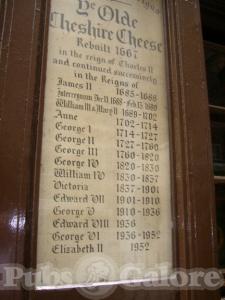 Reigns
Ye Olde
Cheshire Cheese
Rebuilt 1667
in the reign of Charles II
and continued successively
in the Reigns of
James II 1685-1688
Interregnum Dec 11 1688 - Feb 13 1689
William III & Mary II 1689-1702
Anne 1702-1714
George I 1714-1727
George II 1727-1760
George III 1760-1820
George IV 1820-1830
William IV 1830-1837
Victoria 1837-1901
Edward VII 1901-1910
George V 1910-1936
Edward VIII 1936
George VI 1936-1952
Elizabeth II 1952
Pubs Galore